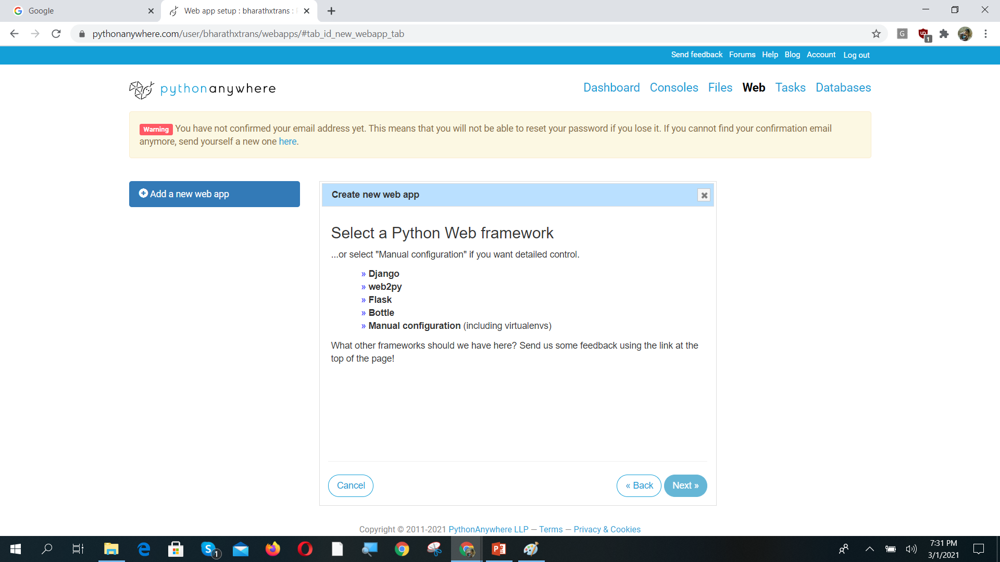 Google
Web app setup : bharathxtrans :
pythonanywhere.com/user/bharathxtrans/webapps/#tab_id_new_webapp_tab
G
1
Send feedback Forums Help Blog Account Log out
pythonanywhere
Dashboard Consoles Files Web Tasks Databases
Warning You have not confirmed your email address yet. This means that you will not be able to reset your password if you lose it. If you cannot find your confirmation email
anymore, send yourself a new one here.
Add a new web app
Create new web app
Select a Python Web framework
...or select "Manual configuration" if you want detailed control.
» Django
» web2py
» Flask
» Bottle
» Manual configuration (including virtualenvs)
What other frameworks should we have here? Send us some feedback using the link at the
top of the page!
Cancel
« Back
Next »
Copyright © 2011-2021 PythonAnywhere LLP — Terms — Privacy & Cookies
1
7:31 PM
3/1/2021